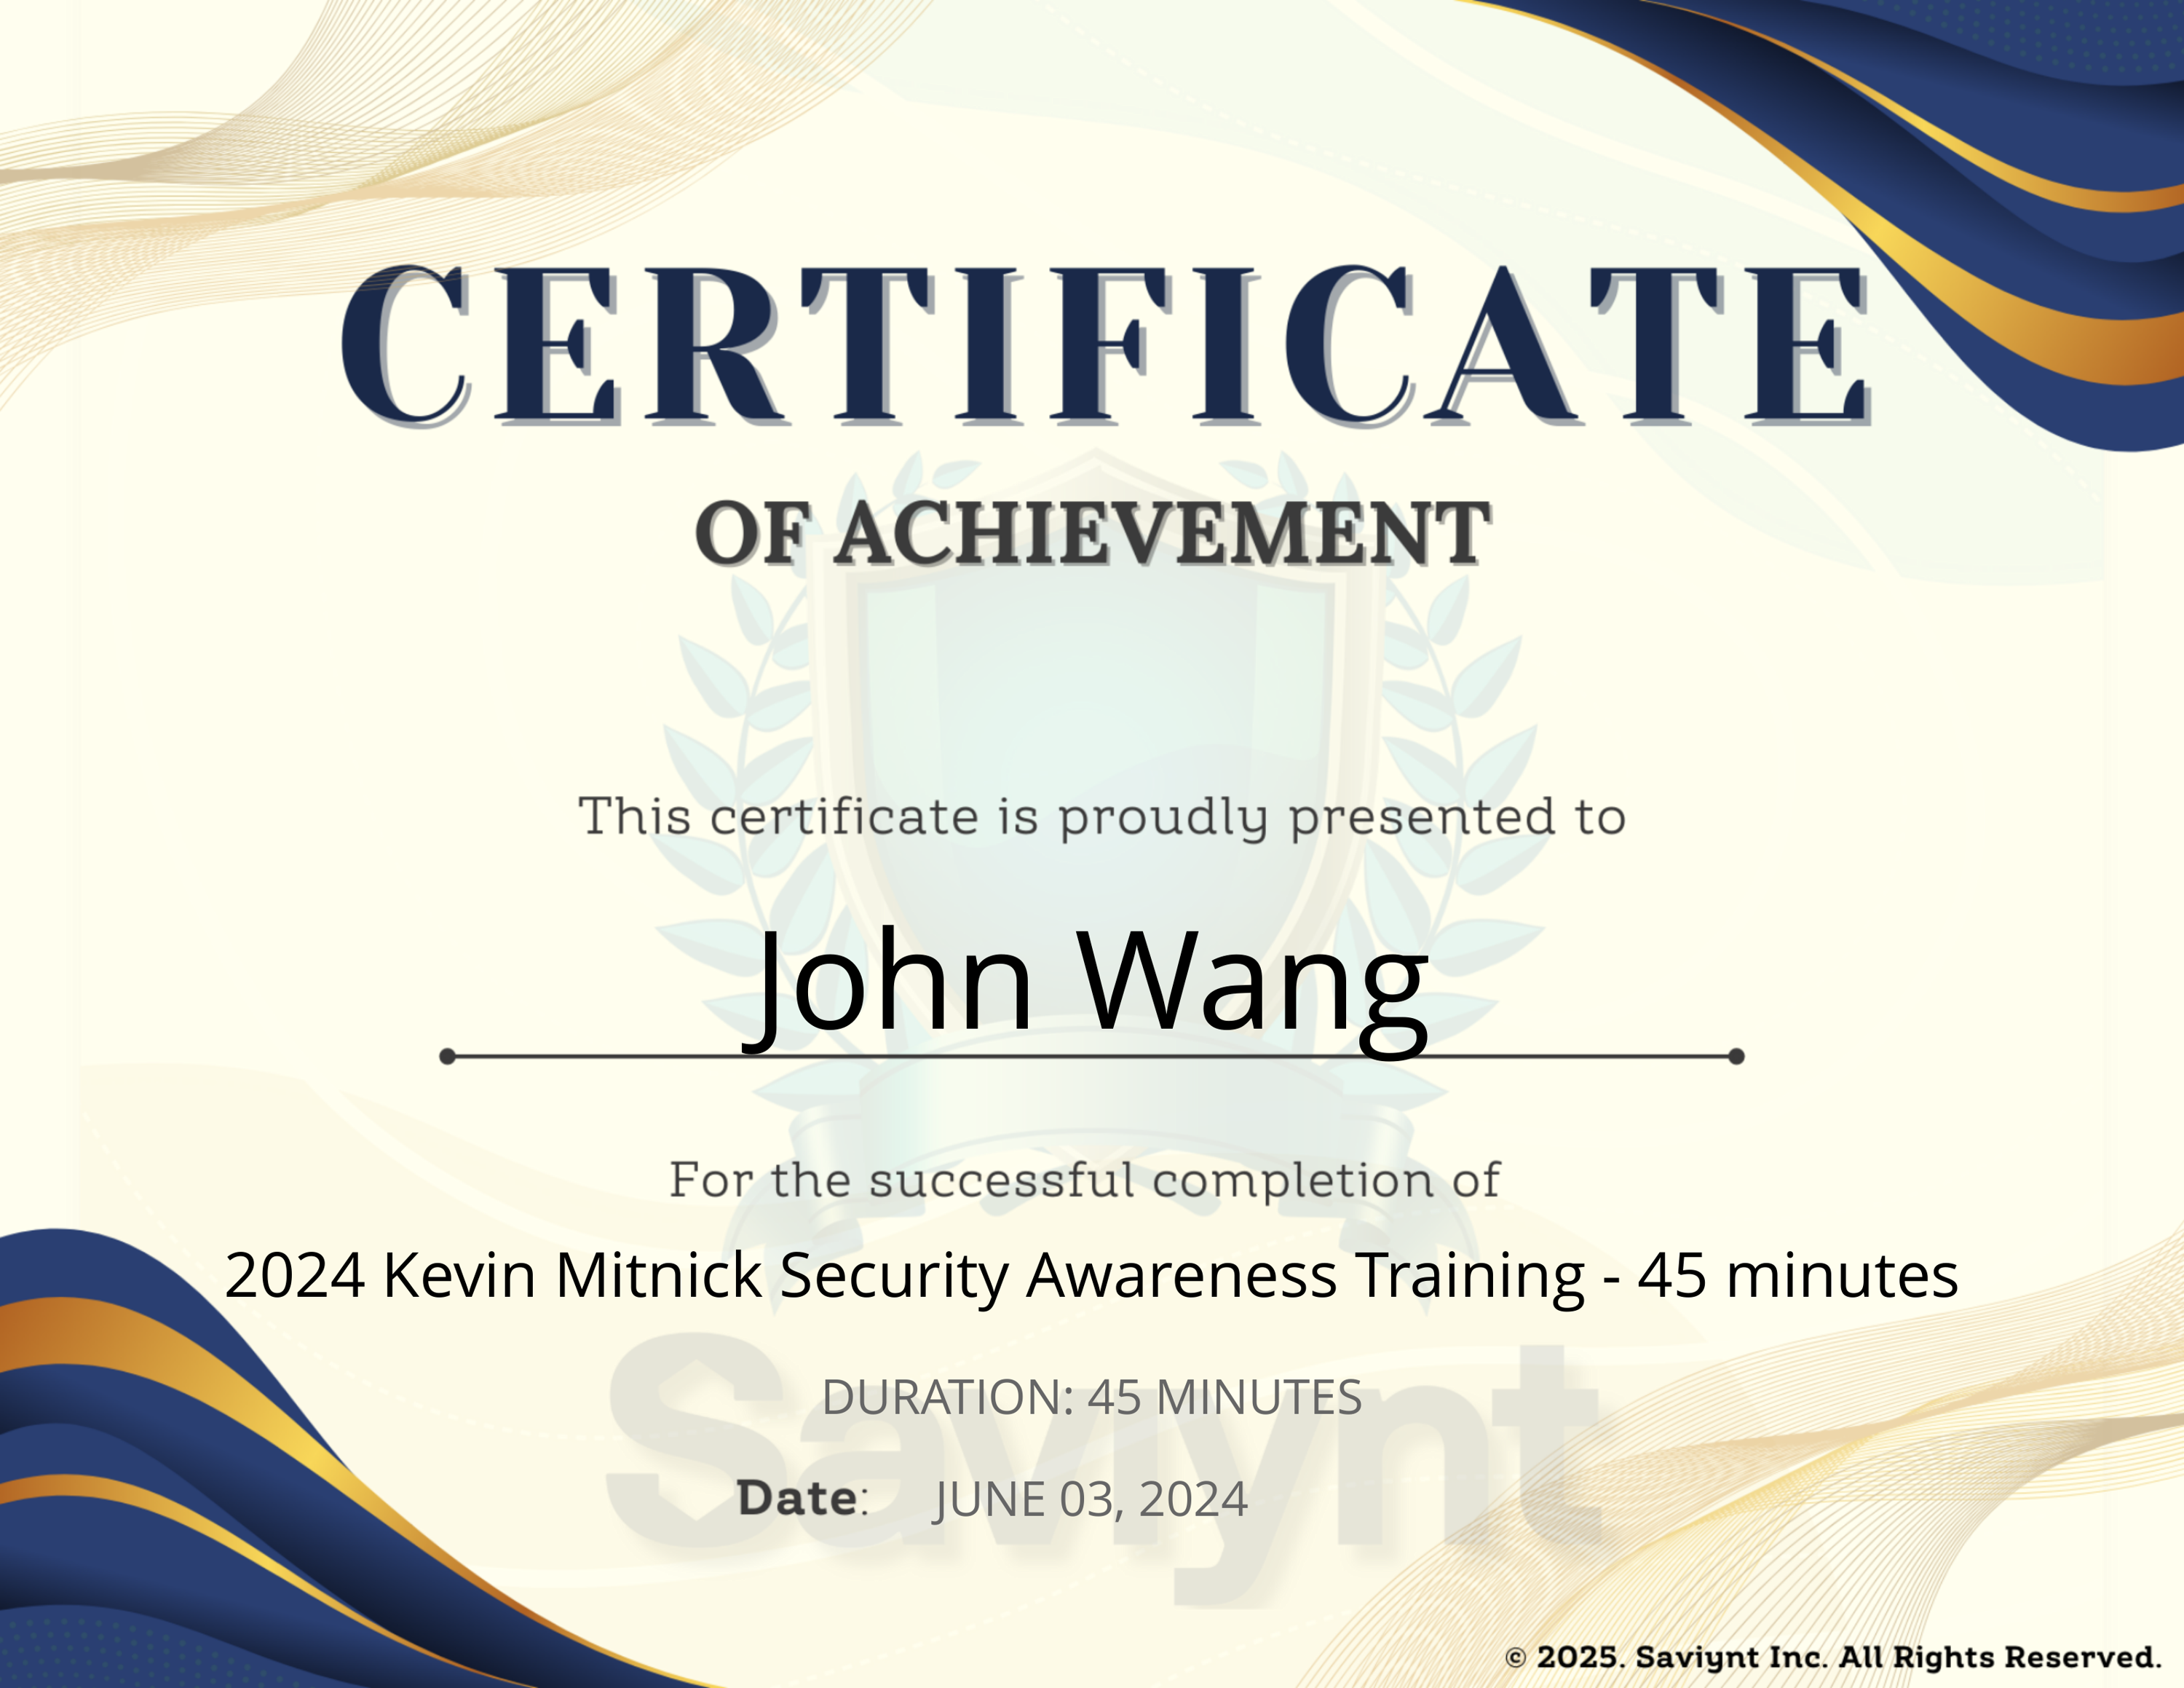 CERTIFICATE
OF ACHIEVEMENT
This certificate is proudly presented to
John Wang
For the successful completion of
2024 Kevin Mitnick Security Awareness Training - 45 minutes
Saviynt
DURATION: 45 MINUTES
Date: JUNE 03, 2024
© 2025. Saviynt Inc. All Rights Reserved.